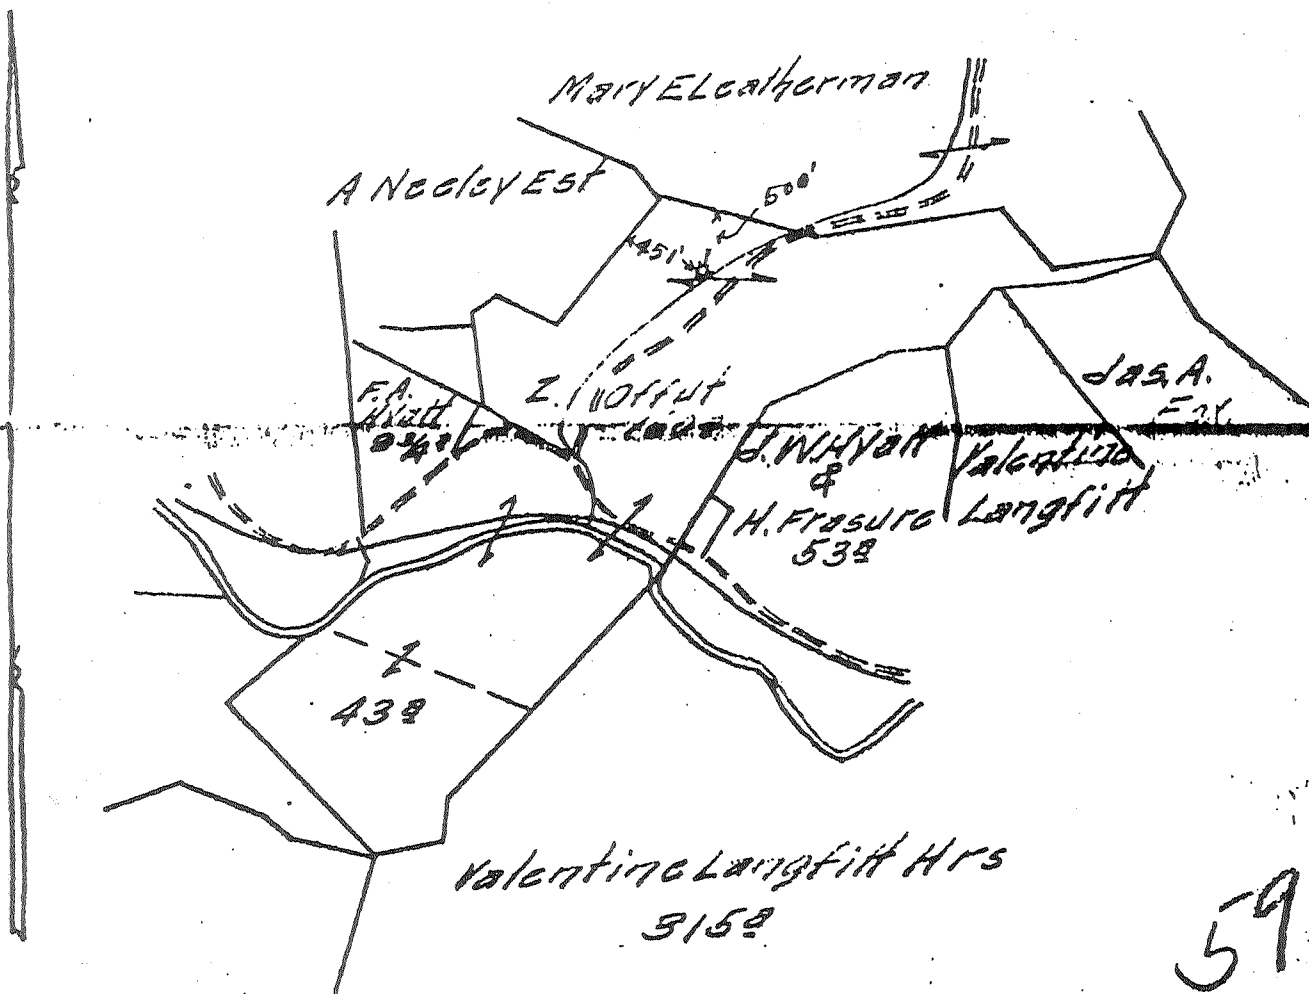 Mary E Leatherman
A Neeley Est
500'
451'
F.A.
Hyatt
Z. Offut
Jas. A.
J. W. Hyatt
&
H. Frasure
53a
Valentine
Langfitt
43a
Valentine Langfitt Hrs
315a
59